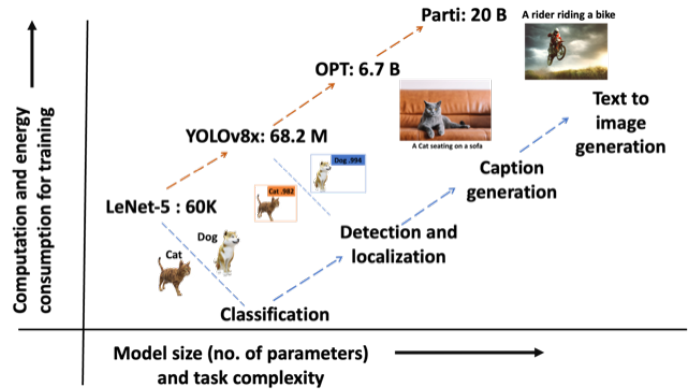 Parti: 20 B
A rider riding a bike
OPT: 6.7 B
Text to
image
generation
YOLOv8x: 68.2 M
A Cat seating on a sofa
Dog .994
Caption
generation
Cat .982
LeNet-5 : 60K
Detection and
localization
Dog
Cat
Classification
Computation and energy
consumption for training
Model size (no. of parameters)
and task complexity